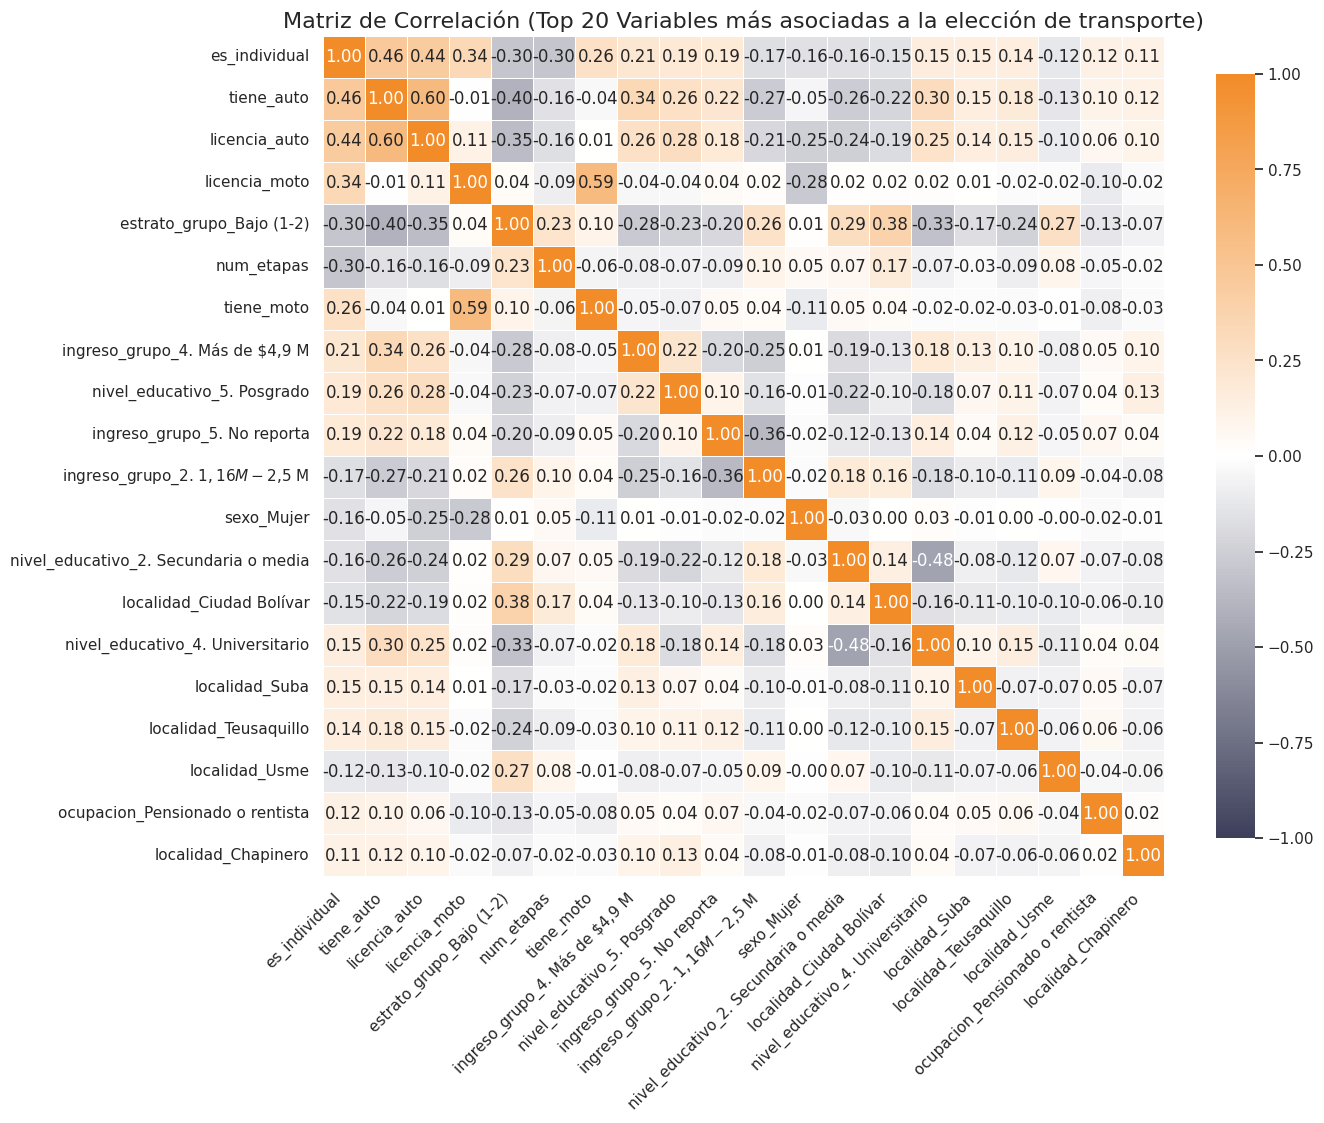 Matriz de Correlación (Top 20 Variables más asociadas a la elección de transporte)
es_individual 1.00 0.46 0.44 0.34 -0.30 -0.30 0.26 0.21 0.19 0.19 -0.17 -0.16 -0.16 -0.15 0.15 0.15 0.14 -0.12 0.12 0.11
tiene_auto 0.46 1.00 0.60 -0.01 -0.40 -0.16 -0.04 0.34 0.26 0.22 -0.27 -0.05 -0.26 -0.22 0.30 0.15 0.18 -0.13 0.10 0.12
licencia_auto 0.44 0.60 1.00 0.11 -0.35 -0.16 0.01 0.26 0.28 0.18 -0.21 -0.25 -0.24 -0.19 0.25 0.14 0.15 -0.10 0.06 0.10
licencia_moto 0.34 -0.01 0.11 1.00 0.04 -0.09 0.59 -0.04 -0.04 0.04 0.02 -0.28 0.02 0.02 0.02 0.01 -0.02 -0.02 -0.10 -0.02
estrato_grupo_Bajo (1-2) -0.30 -0.40 -0.35 0.04 1.00 0.23 0.10 -0.28 -0.23 -0.20 0.26 0.01 0.29 0.38 -0.33 -0.17 -0.24 0.27 -0.13 -0.07
num_etapas -0.30 -0.16 -0.16 -0.09 0.23 1.00 -0.06 -0.08 -0.07 -0.09 0.10 0.05 0.07 0.17 -0.07 -0.03 -0.09 0.08 -0.05 -0.02
tiene_moto 0.26 -0.04 0.01 0.59 0.10 -0.06 1.00 -0.05 -0.07 0.05 0.04 -0.11 0.05 0.04 -0.02 -0.02 -0.03 -0.01 -0.08 -0.03
ingreso_grupo_4. Más de $4,9 M 0.21 0.34 0.26 -0.04 -0.28 -0.08 -0.05 1.00 0.22 -0.20 -0.25 0.01 -0.19 -0.13 0.18 0.13 0.10 -0.08 0.05 0.10
nivel_educativo_5. Posgrado 0.19 0.26 0.28 -0.04 -0.23 -0.07 -0.07 0.22 1.00 0.10 -0.16 -0.01 -0.22 -0.10 -0.18 0.07 0.11 -0.07 0.04 0.13
ingreso_grupo_5. No reporta 0.19 0.22 0.18 0.04 -0.20 -0.09 0.05 -0.20 0.10 1.00 -0.36 -0.02 -0.12 -0.13 0.14 0.04 0.12 -0.05 0.07 0.04
ingreso_grupo_2. 1,16M − 2,5 M -0.17 -0.27 -0.21 0.02 0.26 0.10 0.04 -0.25 -0.16 -0.36 1.00 -0.02 0.18 0.16 -0.18 -0.10 -0.11 0.09 -0.04 -0.08
sexo_Mujer -0.16 -0.05 -0.25 -0.28 0.01 0.05 -0.11 0.01 -0.01 -0.02 -0.02 1.00 -0.03 0.00 0.03 -0.01 0.00 -0.00 -0.02 -0.01
nivel_educativo_2. Secundaria o media -0.16 -0.26 -0.24 0.02 0.29 0.07 0.05 -0.19 -0.22 -0.12 0.18 -0.03 1.00 0.14 -0.48 -0.08 -0.12 0.07 -0.07 -0.08
localidad_Ciudad Bolívar -0.15 -0.22 -0.19 0.02 0.38 0.17 0.04 -0.13 -0.10 -0.13 0.16 0.00 0.14 1.00 -0.16 -0.11 -0.10 -0.10 -0.06 -0.10
nivel_educativo_4. Universitario 0.15 0.30 0.25 0.02 -0.33 -0.07 -0.02 0.18 -0.18 0.14 -0.18 0.03 -0.48 -0.16 1.00 0.10 0.15 -0.11 0.04 0.04
localidad_Suba 0.15 0.15 0.14 0.01 -0.17 -0.03 -0.02 0.13 0.07 0.04 -0.10 -0.01 -0.08 -0.11 0.10 1.00 -0.07 -0.07 0.05 -0.07
localidad_Teusaquillo 0.14 0.18 0.15 -0.02 -0.24 -0.09 -0.03 0.10 0.11 0.12 -0.11 0.00 -0.12 -0.10 0.15 -0.07 1.00 -0.06 0.06 -0.06
localidad_Usme -0.12 -0.13 -0.10 -0.02 0.27 0.08 -0.01 -0.08 -0.07 -0.05 0.09 -0.00 0.07 -0.10 -0.11 -0.07 -0.06 1.00 -0.04 -0.06
ocupacion_Pensionado o rentista 0.12 0.10 0.06 -0.10 -0.13 -0.05 -0.08 0.05 0.04 0.07 -0.04 -0.02 -0.07 -0.06 0.04 0.05 0.06 -0.04 1.00 0.02
localidad_Chapinero 0.11 0.12 0.10 -0.02 -0.07 -0.02 -0.03 0.10 0.13 0.04 -0.08 -0.01 -0.08 -0.10 0.04 -0.07 -0.06 -0.06 0.02 1.00
es_individual
tiene_auto
licencia_auto
licencia_moto
estrato_grupo_Bajo (1-2)
num_etapas
tiene_moto
ingreso_grupo_4. Más de $4,9 M
nivel_educativo_5. Posgrado
ingreso_grupo_5. No reporta
ingreso_grupo_2. 1,16M − 2,5 M
sexo_Mujer
nivel_educativo_2. Secundaria o media
localidad_Ciudad Bolívar
nivel_educativo_4. Universitario
localidad_Suba
localidad_Teusaquillo
localidad_Usme
ocupacion_Pensionado o rentista
localidad_Chapinero
1.00
0.75
0.50
0.25
0.00
−0.25
−0.50
−0.75
−1.00